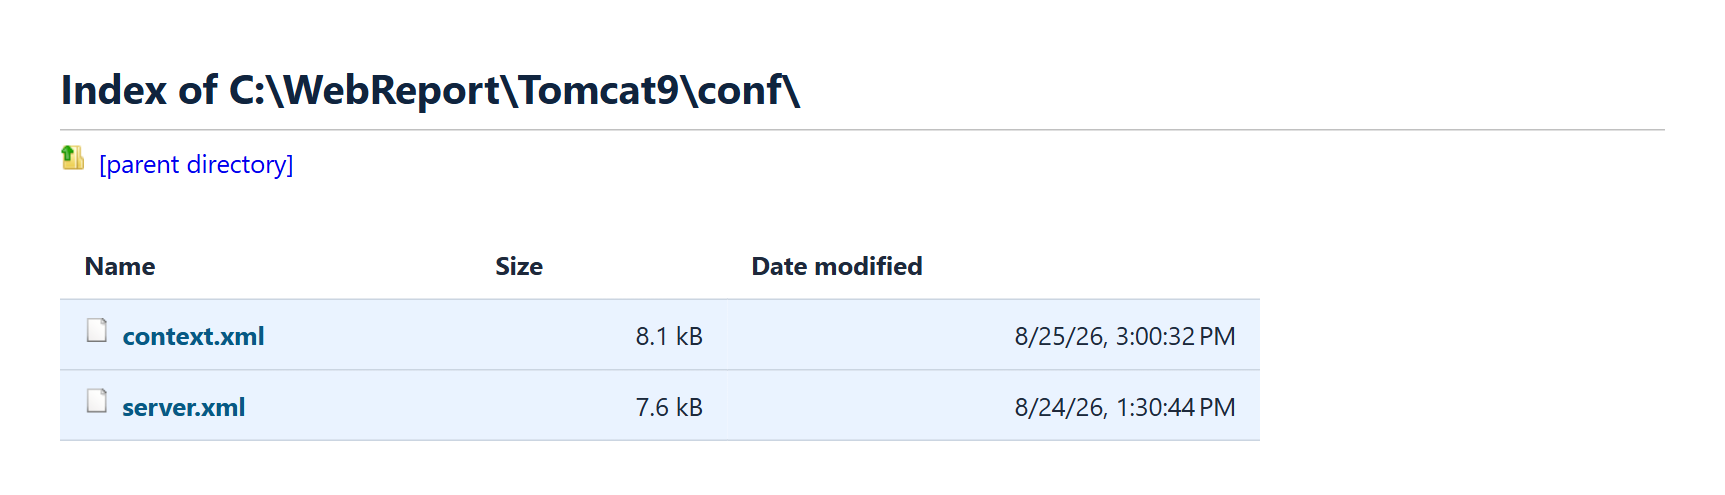 Index of C:\WebReport\Tomcat9\conf\
[parent directory]
Name Size Date modified
context.xml 8.1 kB 8/25/26, 3:00:32 PM
server.xml 7.6 kB 8/24/26, 1:30:44 PM